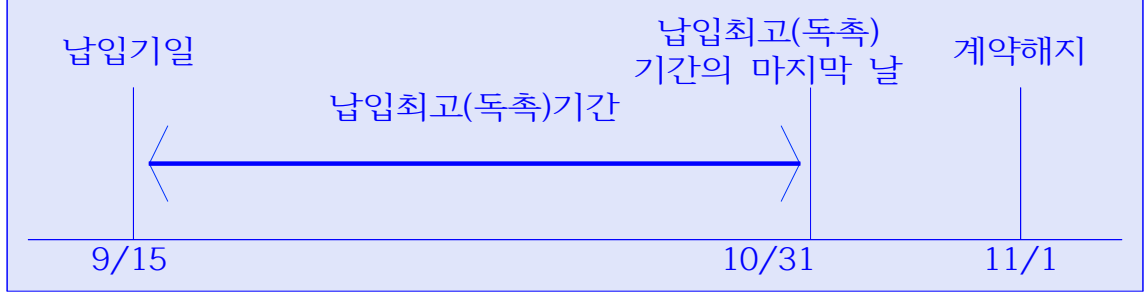 납입기일
납입최고(독촉)
기간의 마지막 날
계약해지
납입최고(독촉)기간
9/15
10/31
11/1